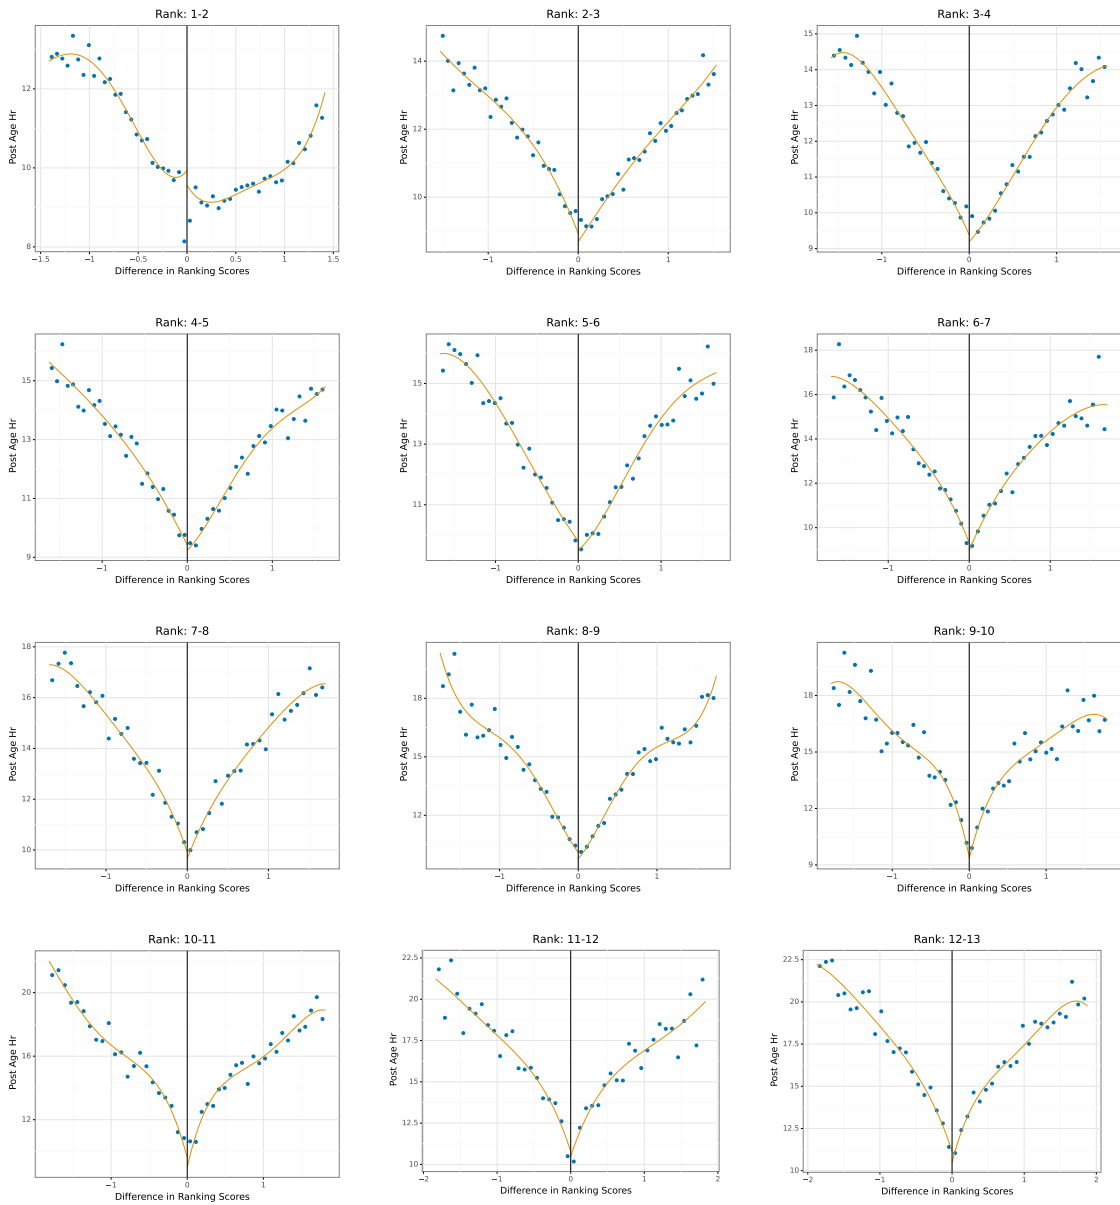 Rank: 1-2
Post Age Hr
12
10
8
−1.5
−1
−0.5
0
0.5
1
1.5
Difference in Ranking Scores
Rank: 2-3
Post Age Hr
14
12
10
−1
0
1
Difference in Ranking Scores
Rank: 3-4
Post Age Hr
15
14
13
12
11
10
9
−1
0
1
Difference in Ranking Scores
Rank: 4-5
Post Age Hr
15
13
11
9
−1
0
1
Difference in Ranking Scores
Rank: 5-6
Post Age Hr
15
13
11
−1
0
1
Difference in Ranking Scores
Rank: 6-7
Post Age Hr
18
16
14
12
10
−1
0
1
Difference in Ranking Scores
Rank: 7-8
Post Age Hr
18
16
14
12
10
−1
0
1
Difference in Ranking Scores
Rank: 8-9
Post Age Hr
18
15
12
−1
0
1
Difference in Ranking Scores
Rank: 9-10
Post Age Hr
18
15
12
9
−1
0
1
Difference in Ranking Scores
Rank: 10-11
Post Age Hr
20
16
12
−1
0
1
Difference in Ranking Scores
Rank: 11-12
Post Age Hr
22.5
20
17.5
15
12.5
10
−2
−1
0
1
2
Difference in Ranking Scores
Rank: 12-13
Post Age Hr
22.5
20
17.5
15
12.5
10
−2
−1
0
1
2
Difference in Ranking Scores